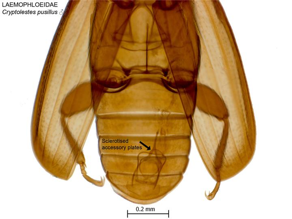 LAEMOPHLOEIDAE
Cryptolestes pusillus ♂
Sclerotised
accessory plates
0.2 mm